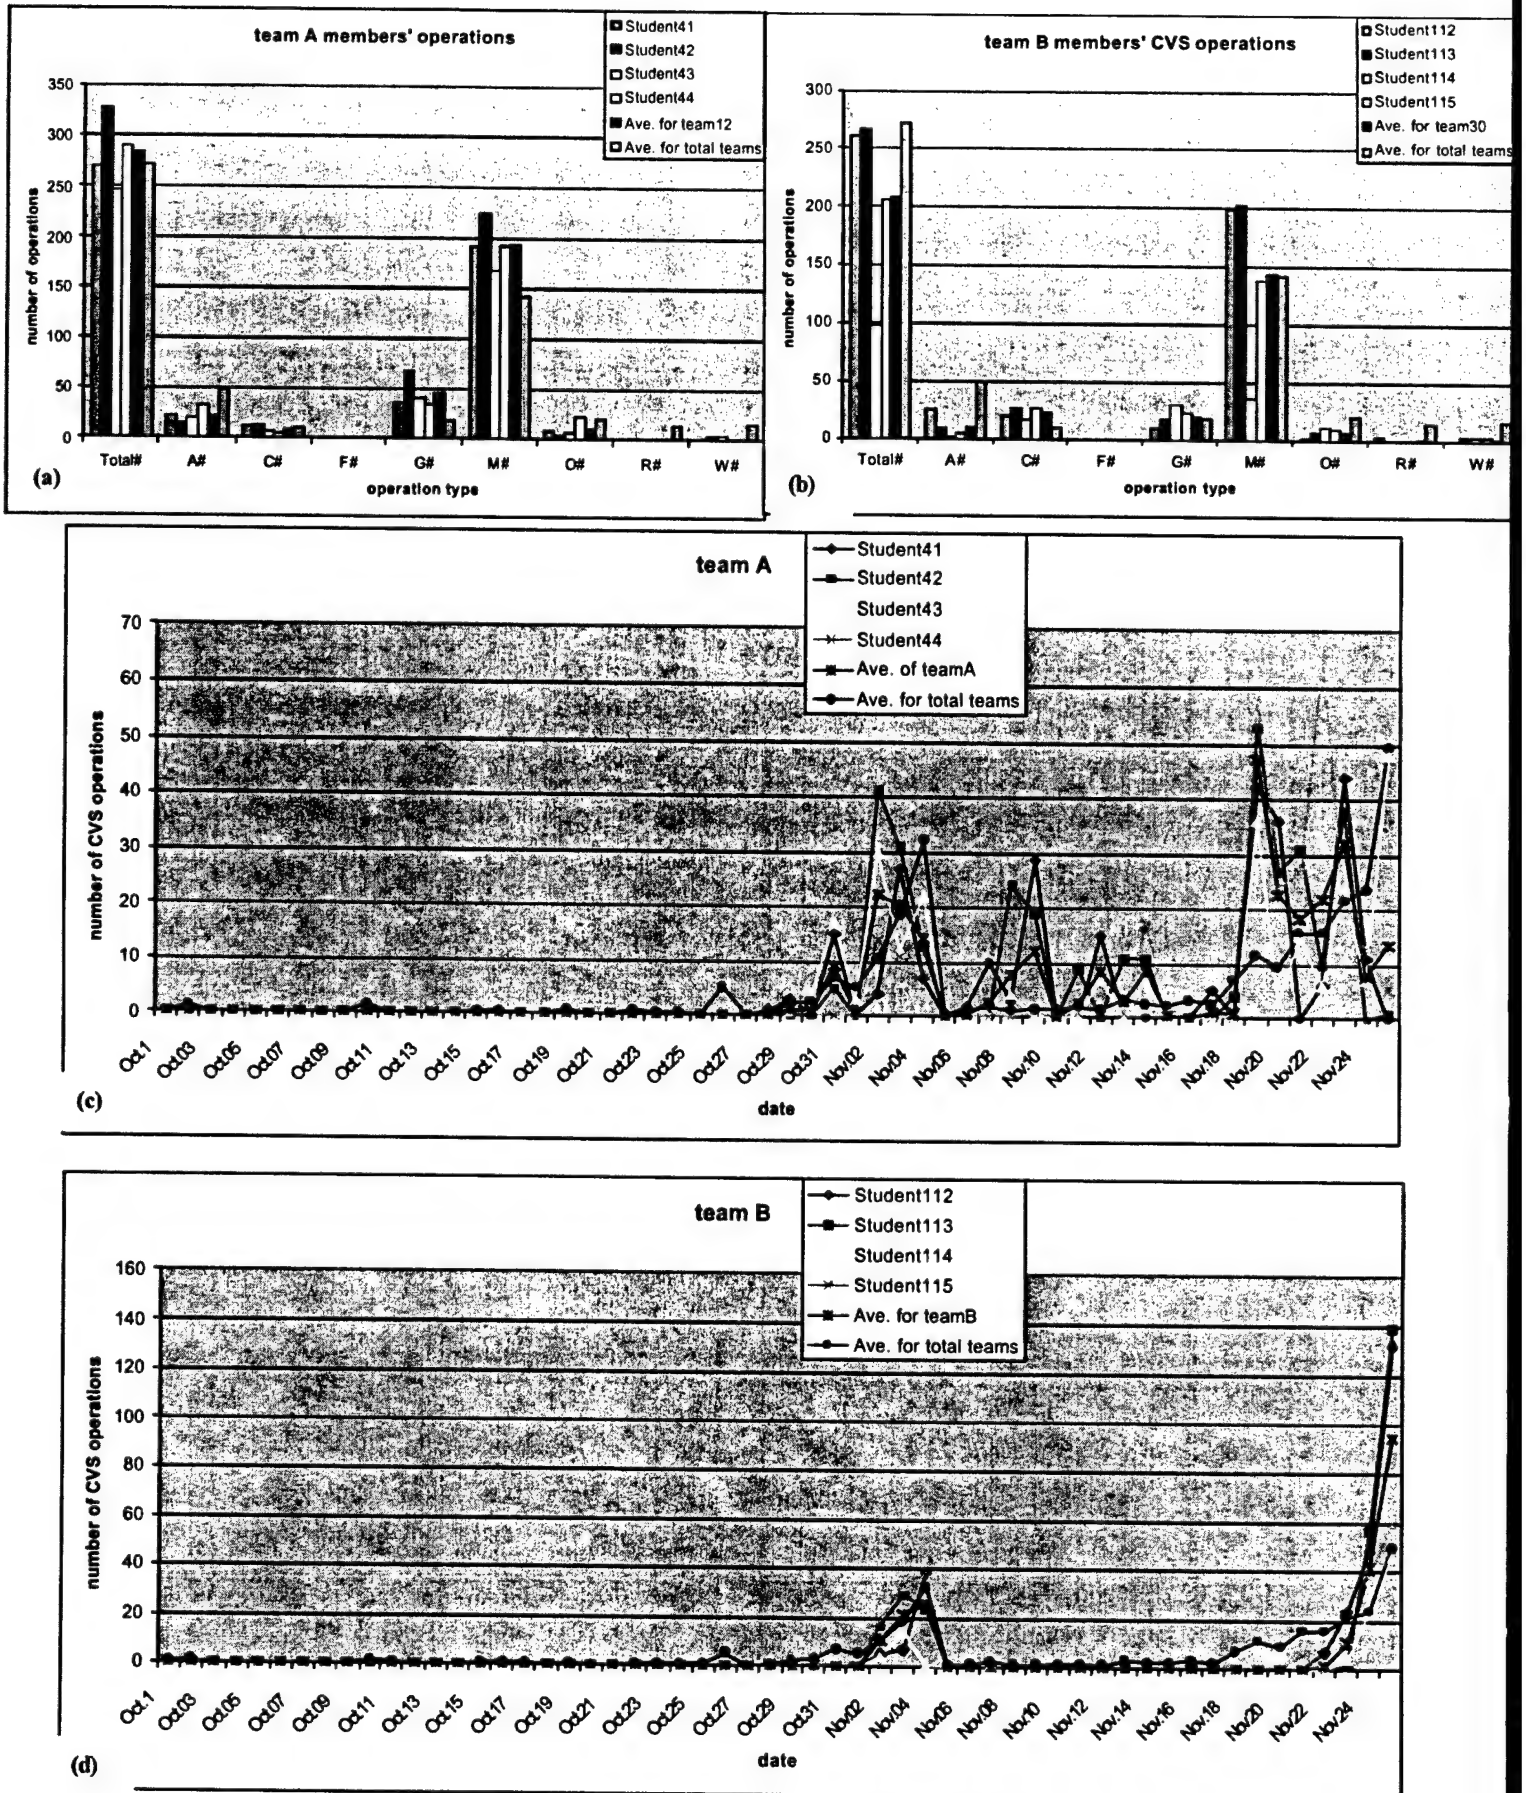 team A members' operations
Student41
Student42
Student43
Student44
Ave. for team12
Ave. for total teams
350
300
250
200
150
100
50
0
number of operations
Total# A# C# F# G# M# O# R# W#
operation type
(a)
team B members' CVS operations
Student112
Student113
Student114
Student115
Ave. for team30
Ave. for total teams
300
250
200
150
100
50
0
number of operations
Total# A# C# F# G# M# O# R# W#
operation type
(b)
team A
Student41
Student42
Student43
Student44
Ave. of teamA
Ave. for total teams
70
60
50
40
30
20
10
0
number of CVS operations
Oct.1 Oct.03 Oct.05 Oct.07 Oct.09 Oct.11 Oct.13 Oct.15 Oct.17 Oct.19 Oct.21 Oct.23 Oct.25 Oct.27 Oct.29 Oct.31 Nov.02 Nov.04 Nov.06 Nov.08 Nov.10 Nov.12 Nov.14 Nov.16 Nov.18 Nov.20 Nov.22 Nov.24
date
(c)
team B
Student112
Student113
Student114
Student115
Ave. for teamB
Ave. for total teams
160
140
120
100
80
60
40
20
0
number of CVS operations
Oct.1 Oct.03 Oct.05 Oct.07 Oct.09 Oct.11 Oct.13 Oct.15 Oct.17 Oct.19 Oct.21 Oct.23 Oct.25 Oct.27 Oct.29 Oct.31 Nov.02 Nov.04 Nov.06 Nov.08 Nov.10 Nov.12 Nov.14 Nov.16 Nov.18 Nov.20 Nov.22 Nov.24
date
(d)